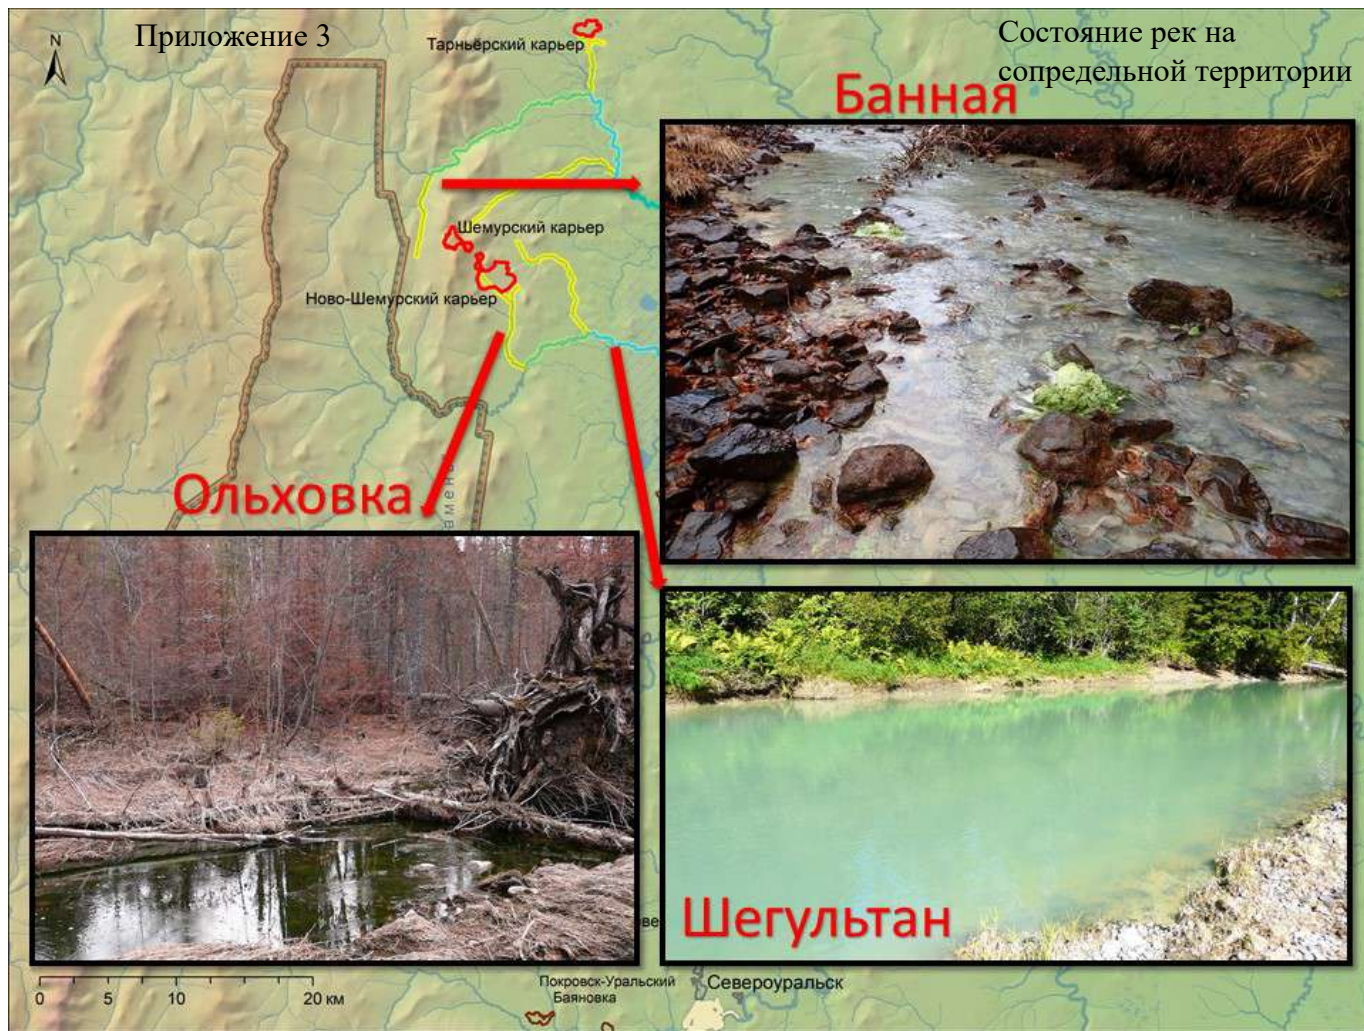 N
Приложение 3
Тарньёрский карьер
Состояние рек на
сопредельной территории
Банная
Шемурский карьер
Ново-Шемурский карьер
Ольховка
Шегультан
0 5 10 20 км
Покровск-Уральский
Баяновка
Североуральск